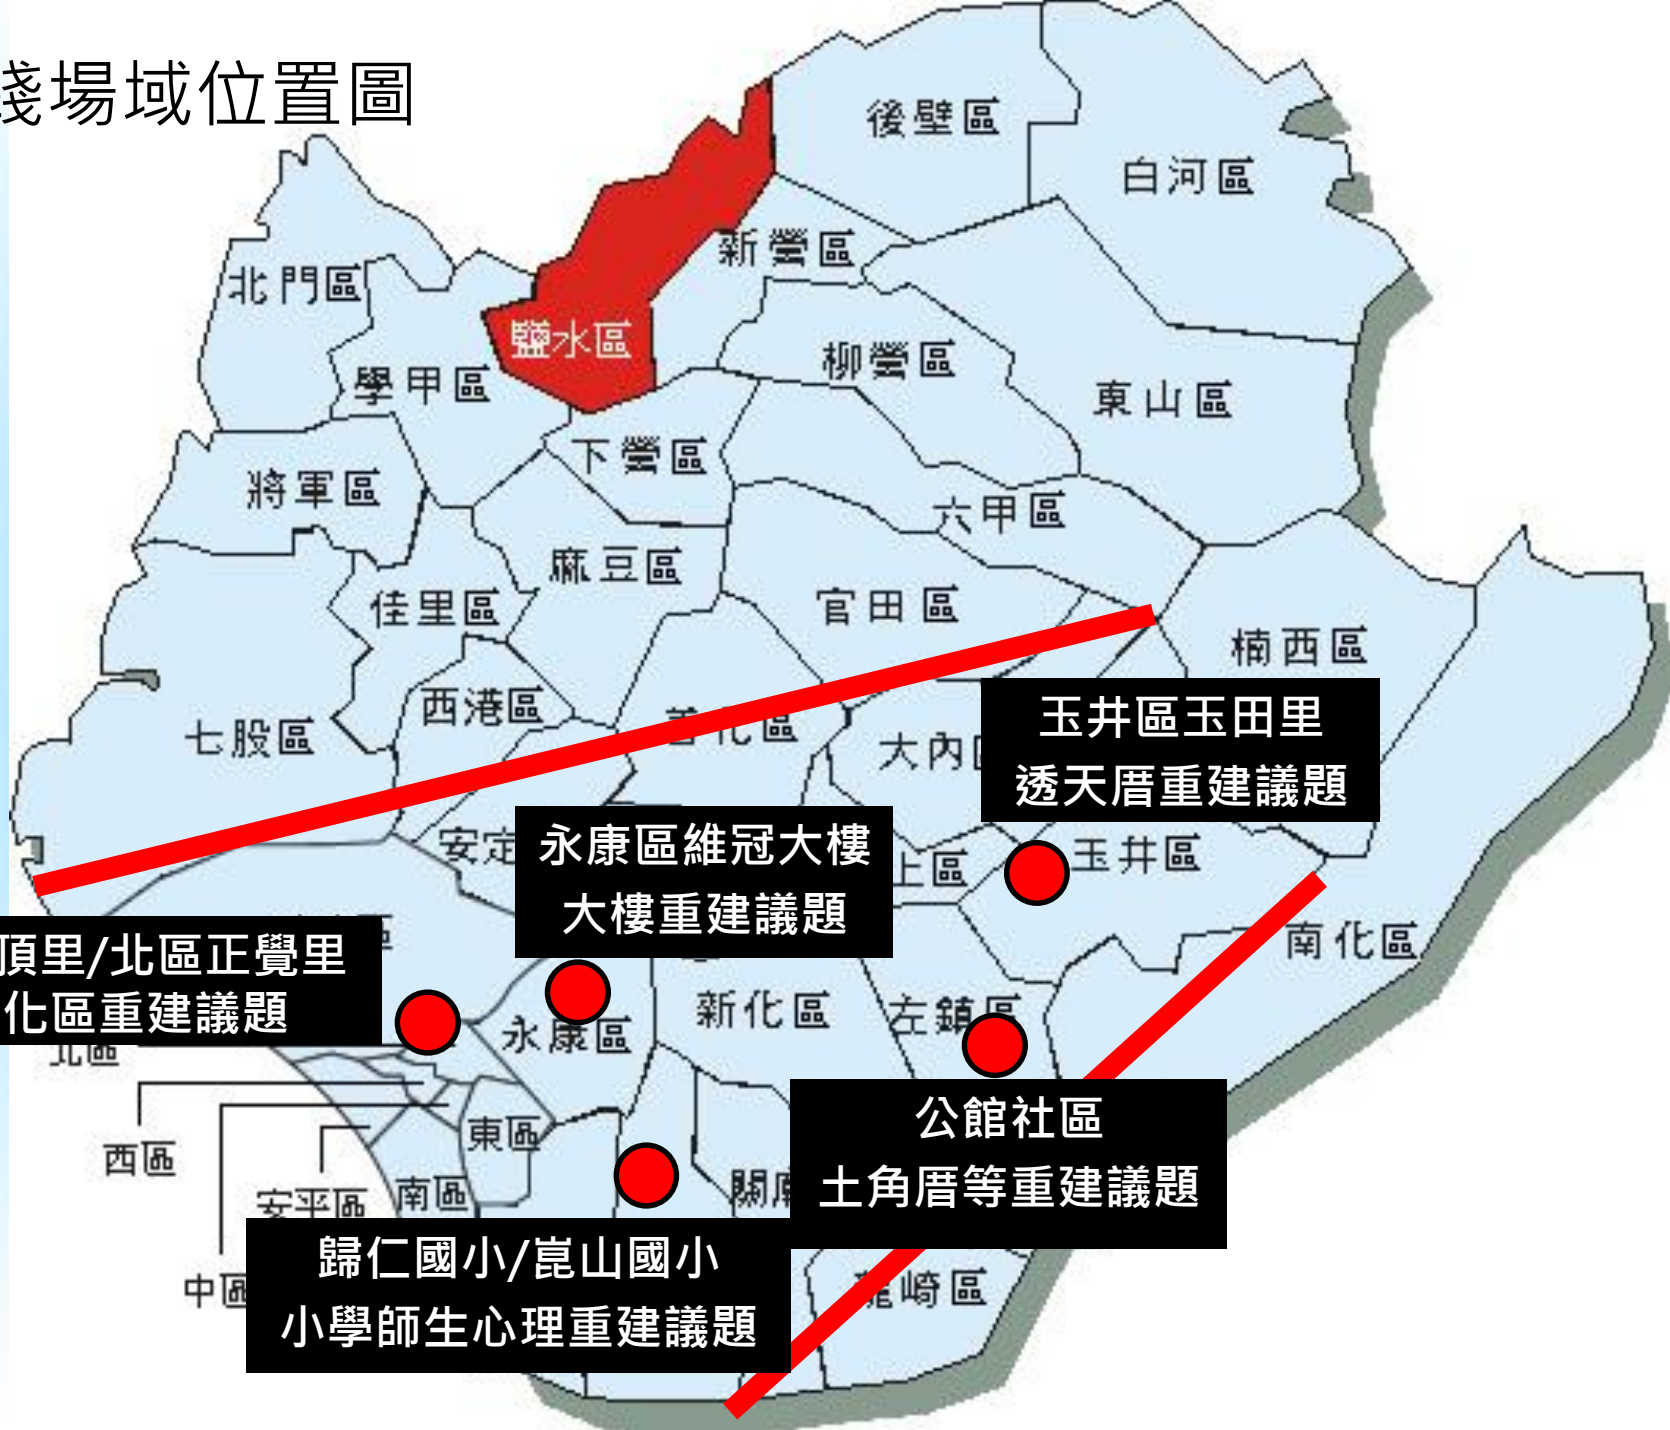 場域位置圖
後壁區
白河區
新營區
北門區
鹽水區
柳營區
學甲區
東山區
下營區
將軍區
六甲區
麻豆區
官田區
佳里區
楠西區
西港區
善化區
七股區
大內
玉井區玉田里
透天厝重建議題
安定
永康區維冠大樓
大樓重建議題
上區
玉井區
頂里/北區正覺里
化區重建議題
區
南化區
新化區
左鎮區
永康區
北區
西區
東區
公館社區
土角厝等重建議題
安平區
南區
關
中區
歸仁國小/崑山國小
小學師生心理重建議題
龍崎區